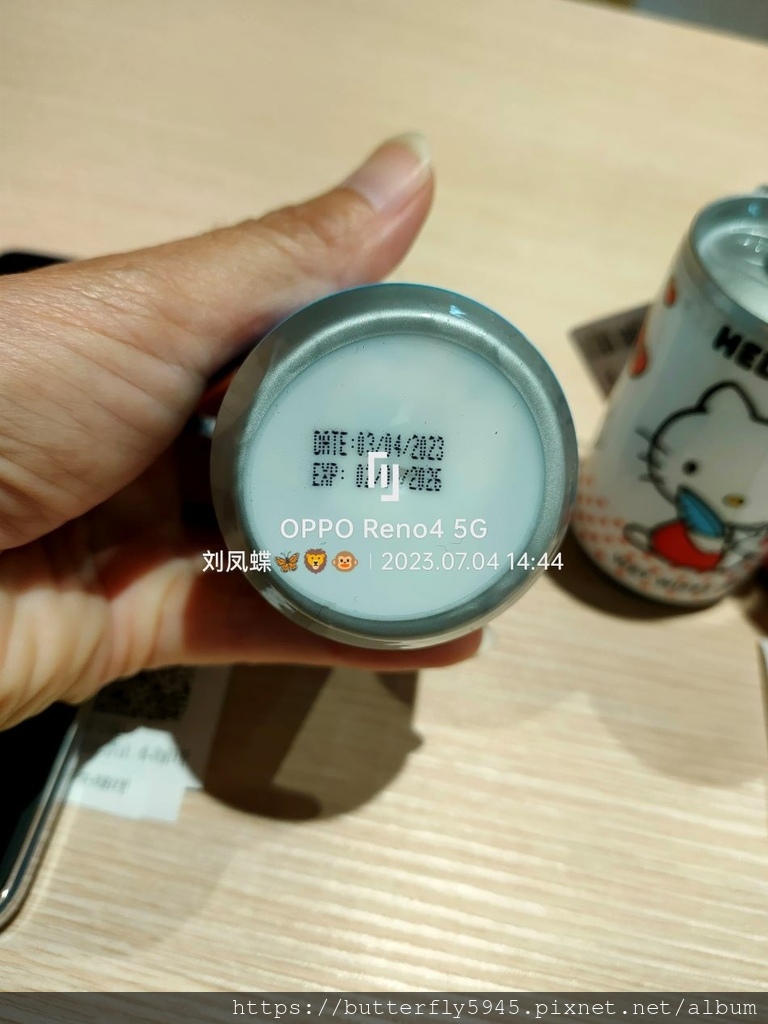 DATE:03/04/2023
EXP: /2026
OPPO Reno4 5G
刘凤蝶🦋🦁🐵 | 2023.07.04 14:44
https://butterfly5945.pixnet.net/album